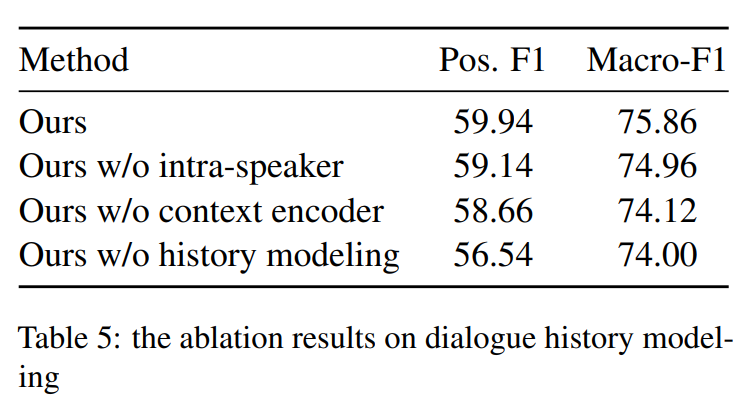 Method Pos. F1 Macro-F1
Ours 59.94 75.86
Ours w/o intra-speaker 59.14 74.96
Ours w/o context encoder 58.66 74.12
Ours w/o history modeling 56.54 74.00
Table 5: the ablation results on dialogue history model-
ing